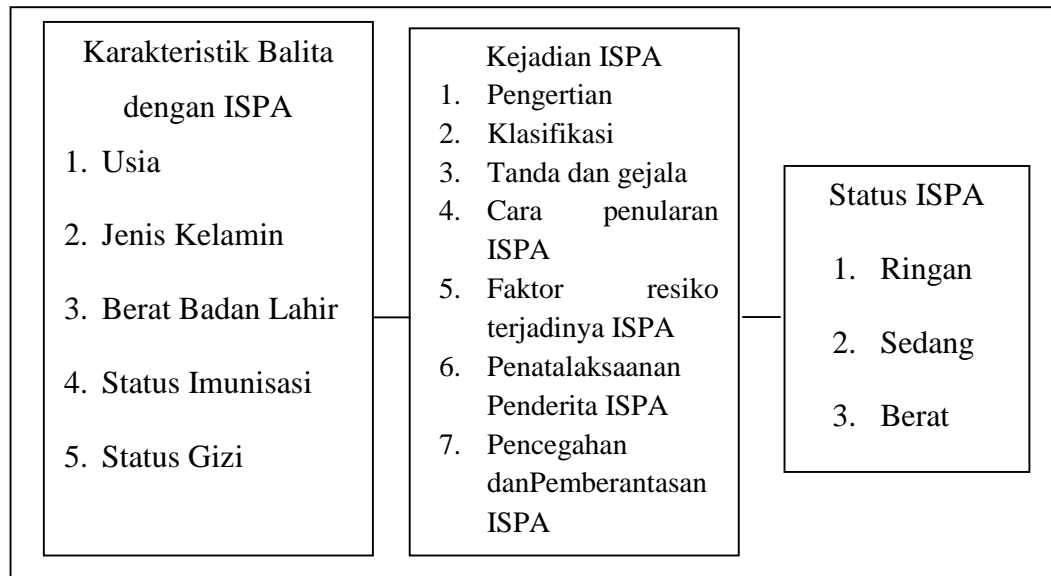 Karakteristik Balita
dengan ISPA
1. Usia
2. Jenis Kelamin
3. Berat Badan Lahir
4. Status Imunisasi
5. Status Gizi
Kejadian ISPA
1. Pengertian
2. Klasifikasi
3. Tanda dan gejala
4. Cara penularan
ISPA
5. Faktor resiko
terjadinya ISPA
6. Penatalaksaanan
Penderita ISPA
7. Pencegahan
danPemberantasan
ISPA
Status ISPA
1. Ringan
2. Sedang
3. Berat